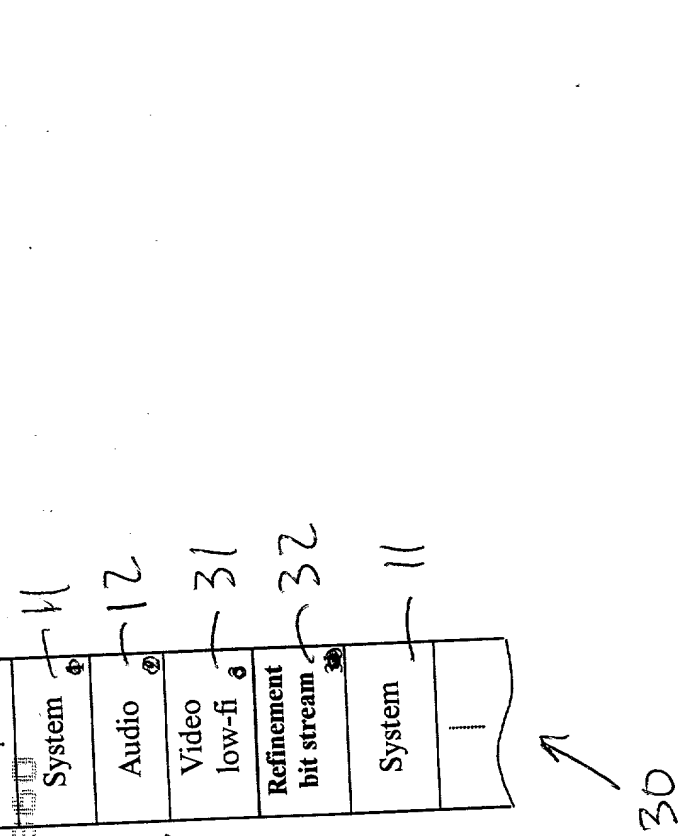 System
11
Audio
12
Video
low-fi
31
Refinement
bit stream
32
System
11
30